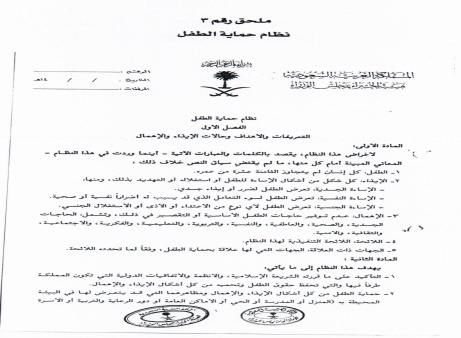 ملحق رقم ٣
نظام حماية الطفل
المملكة العربية السعودية
هيئة الخبراء بمجلس الوزراء
الرقم :
التاريخ : / / ١٤هـ
المرفقات :
نظام حماية الطفل
الفصل الأول
التعريفات والأهداف وحالات الإيذاء والإهمال
المادة الأولى:
لأغراض هذا النظام، يقصد بالكلمات والعبارات الآتية - أينما وردت في هذا النظام -
المعاني المبينة أمام كل منها، ما لم يقتض سياق النص خلاف ذلك :
١- الطفل، كل إنسان لم يتجاوز الثامنة عشرة من عمره.
٢- الإيذاء، كل شكل من أشكال الإساءة للطفل أو استغلاله أو التهديد بذلك، ومنها:
- الإساءة الجسدية، تعرض الطفل لضرر أو إيذاء جسدي.
- الإساءة النفسية، تعرض الطفل لسوء التعامل الذي قد يسبب له أضراراً نفسية أو صحية.
- الإساءة الجنسية، تعرض الطفل لأي نوع من الاعتداء أو الأذى أو الاستغلال الجنسي.
٣- الإهمال، عدم توفير حاجات الطفل الأساسية أو التقصير في ذلك، وتشمل، الحاجات
الجسدية، والصحية، والعاطفية، والنفسية، والتربوية، والتعليمية، والفكرية، والاجتماعية،
والثقافية، والأمنية.
٤- اللائحة، اللائحة التنفيذية لهذا النظام.
٥- الجهات ذات العلاقة، الجهات التي لها علاقة بحماية الطفل، وفقاً لما تحدده اللائحة.
المادة الثانية :
يهدف هذا النظام إلى ما يأتي:
١- التأكيد على ما قررته الشريعة الإسلامية، والأنظمة والاتفاقيات الدولية التي تكون المملكة
طرفاً فيها والتي تحفظ حقوق الطفل وتحميه من كل أشكال الإيذاء والإهمال.
٢- حماية الطفل من كل أشكال الإيذاء والإهمال ومظاهرهما التي قد يتعرض لها في البيئة
المحيطة به (المنزل أو المدرسة أو الحي أو الأماكن العامة أو دور الرعاية والتربية أو الأسرة